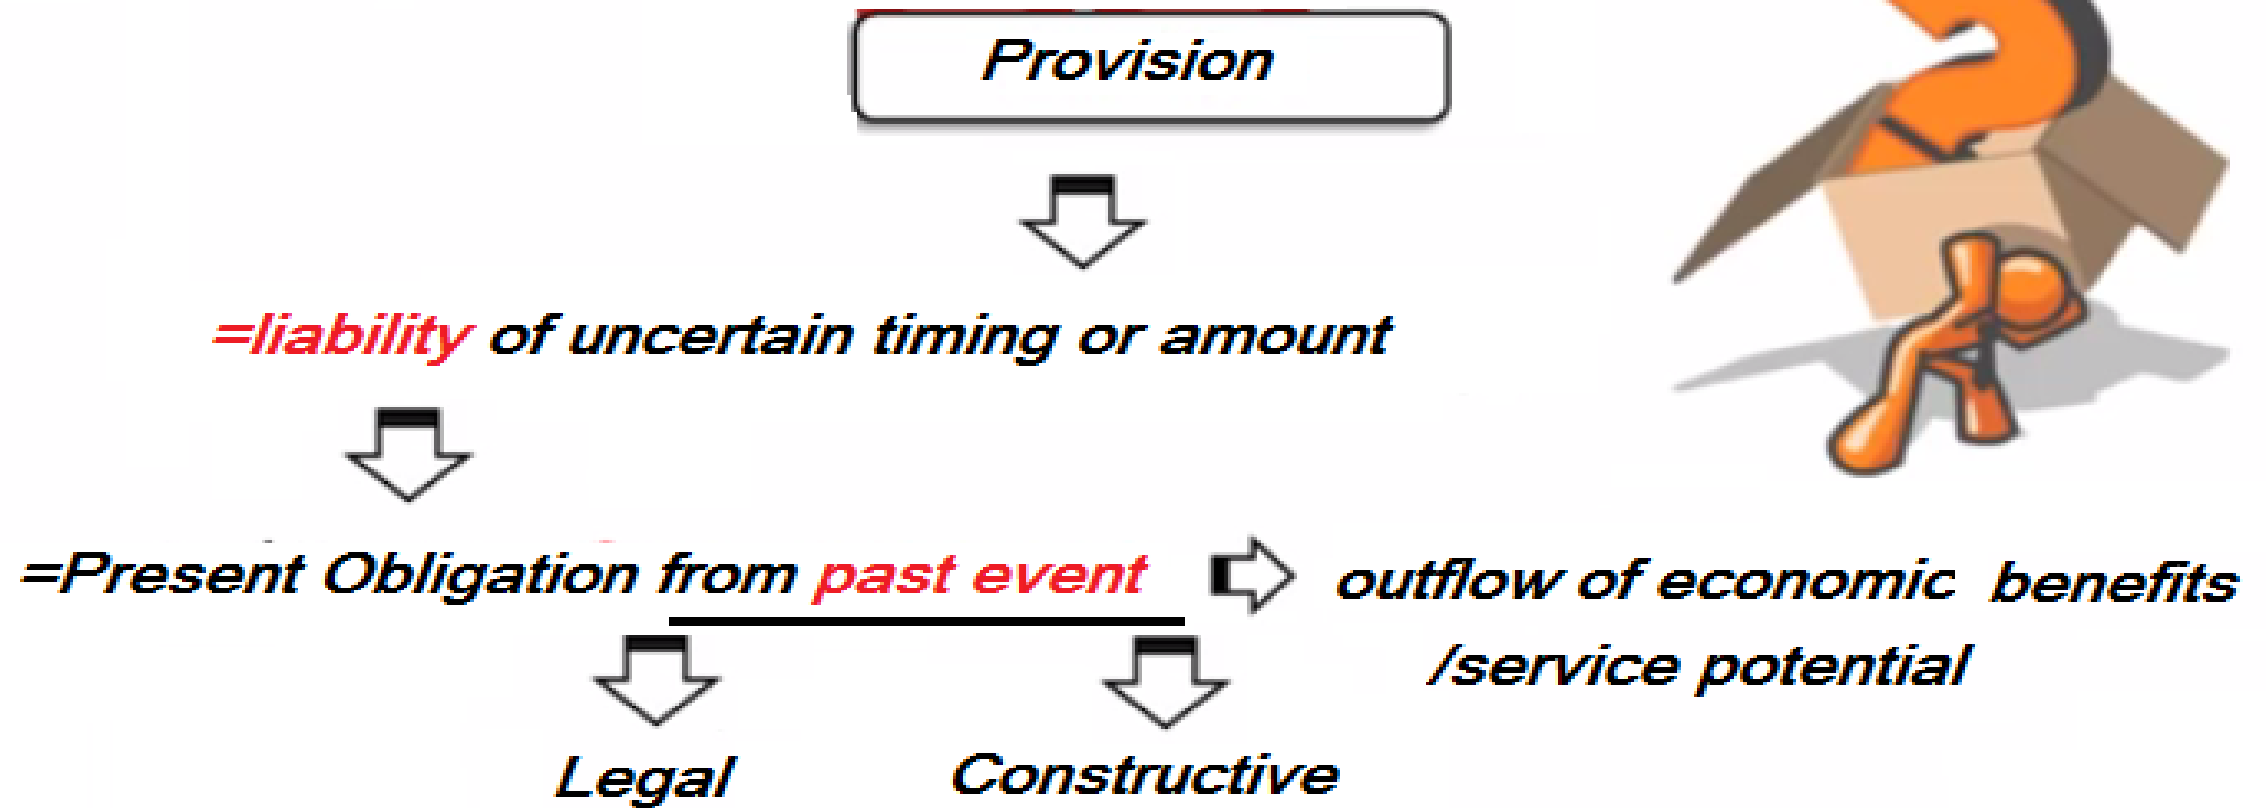 Provision
=liability of uncertain timing or amount
=Present Obligation from past event
outflow of economic benefits
/service potential
Legal
Constructive